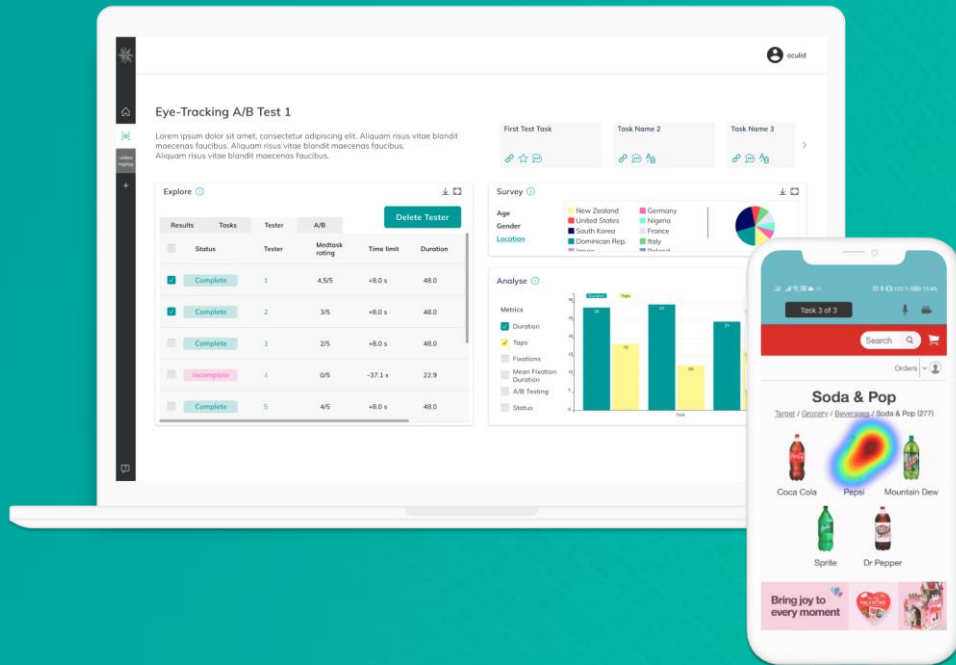 oculid
video replay
Eye-Tracking A/B Test 1
Lorem ipsum dolor sit amet, consectetur adipiscing elit. Aliquam risus vitae blandit
maecenas faucibus. Aliquam risus vitae blandit maecenas faucibus.
Aliquam risus vitae blandit maecenas faucibus.
First Test Task
Task Name 2
Task Name 3
Explore
Delete Tester
Results Tasks Tester A/B
Status Tester Medtask rating Time limit Duration
Complete 1 4.5/5 +8.0 s 48.0
Complete 2 3/5 +8.0 s 48.0
Complete 3 2/5 +8.0 s 48.0
Incomplete 4 0/5 -37.1 s 22.9
Complete 5 4/5 +8.0 s 48.0
Survey
Age
Gender
Location
New Zealand Germany
United States Nigeria
South Korea France
Dominican Rep. Italy
Analyse
Metrics
Duration
Taps
Fixations
Mean Fixation
Duration
A/B Testing
Status
Duration Taps
Task 3 of 3
Search
Orders
Soda & Pop
Target / Grocery / Beverages / Soda & Pop (277)
Coca Cola Pepsi Mountain Dew
Sprite Dr Pepper
Bring joy to
every moment